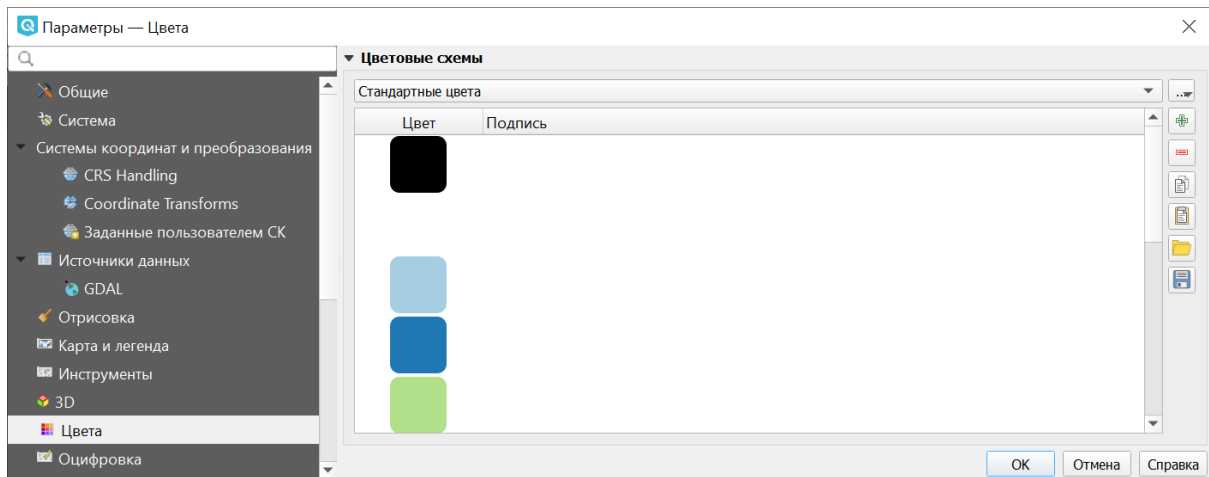 Параметры — Цвета
Общие
Система
Системы координат и преобразования
CRS Handling
Coordinate Transforms
Заданные пользователем СК
Источники данных
GDAL
Отрисовка
Карта и легенда
Инструменты
3D
Цвета
Оцифровка
Цветовые схемы
Стандартные цвета
...
Цвет Подпись
OK Отмена Справка